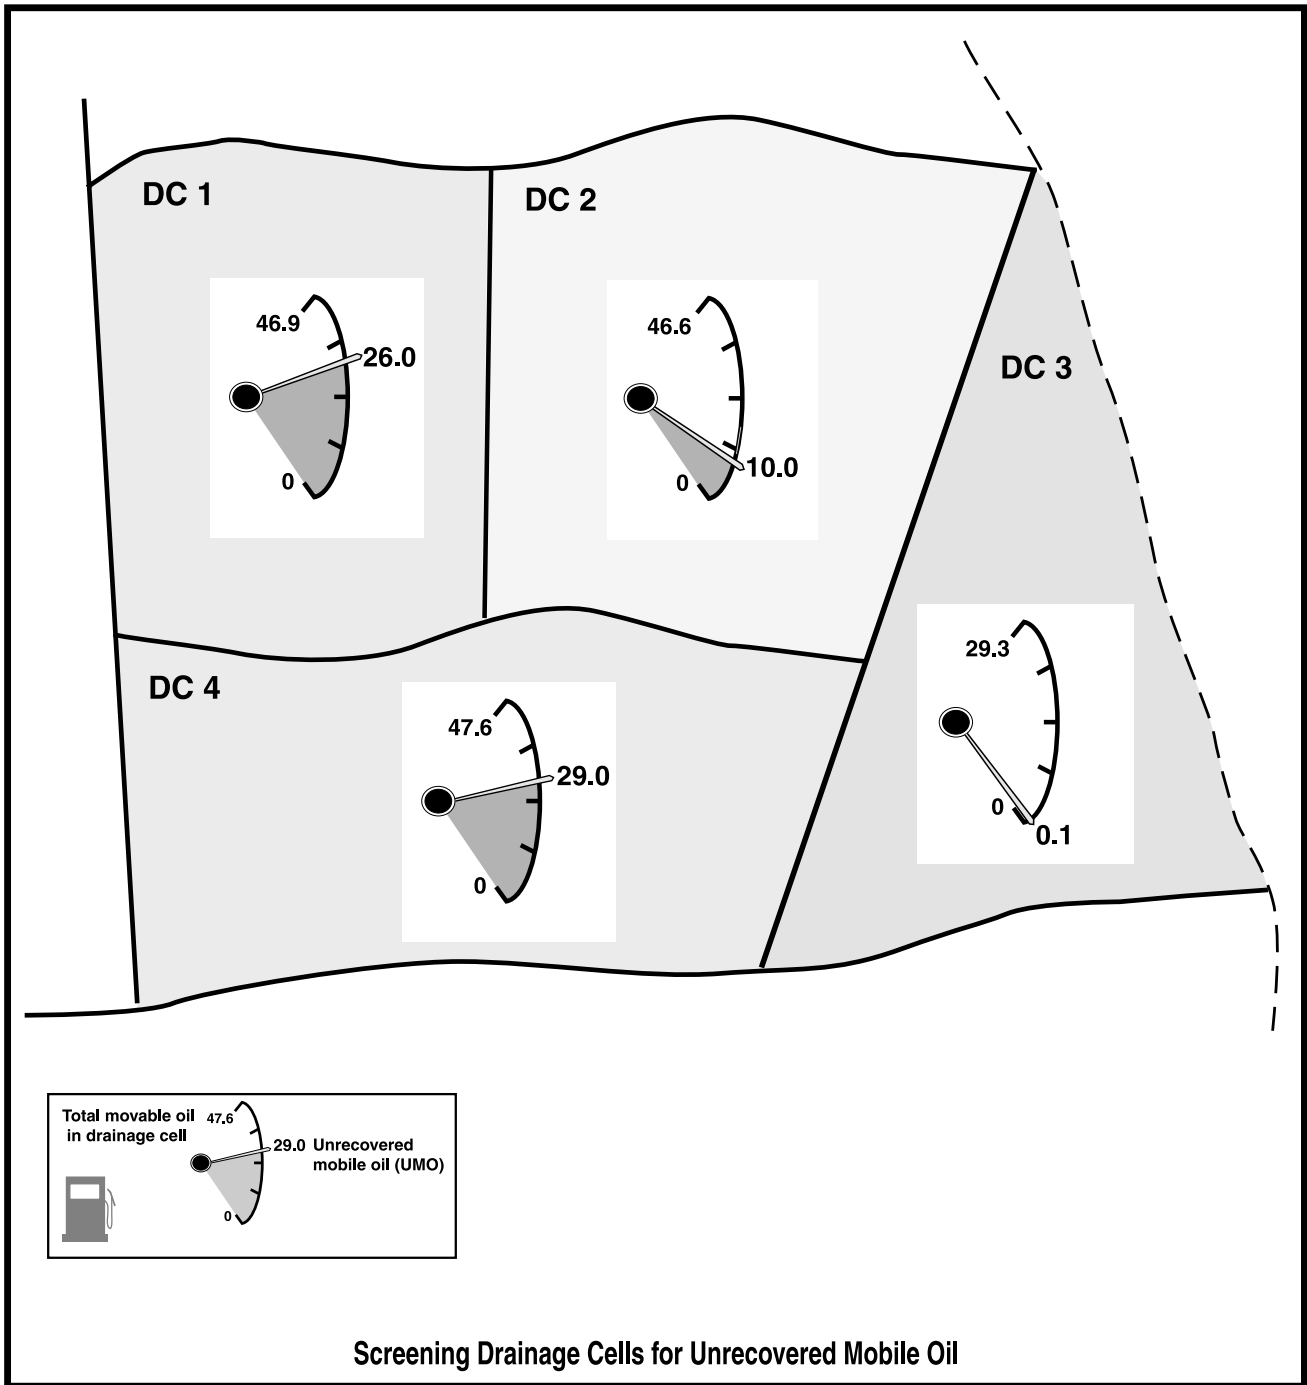 DC 1
46.9
26.0
0
DC 2
46.6
10.0
0
DC 3
29.3
0
0.1
DC 4
47.6
29.0
0
Total movable oil
in drainage cell
47.6
29.0
0
Unrecovered
mobile oil (UMO)
Screening Drainage Cells for Unrecovered Mobile Oil